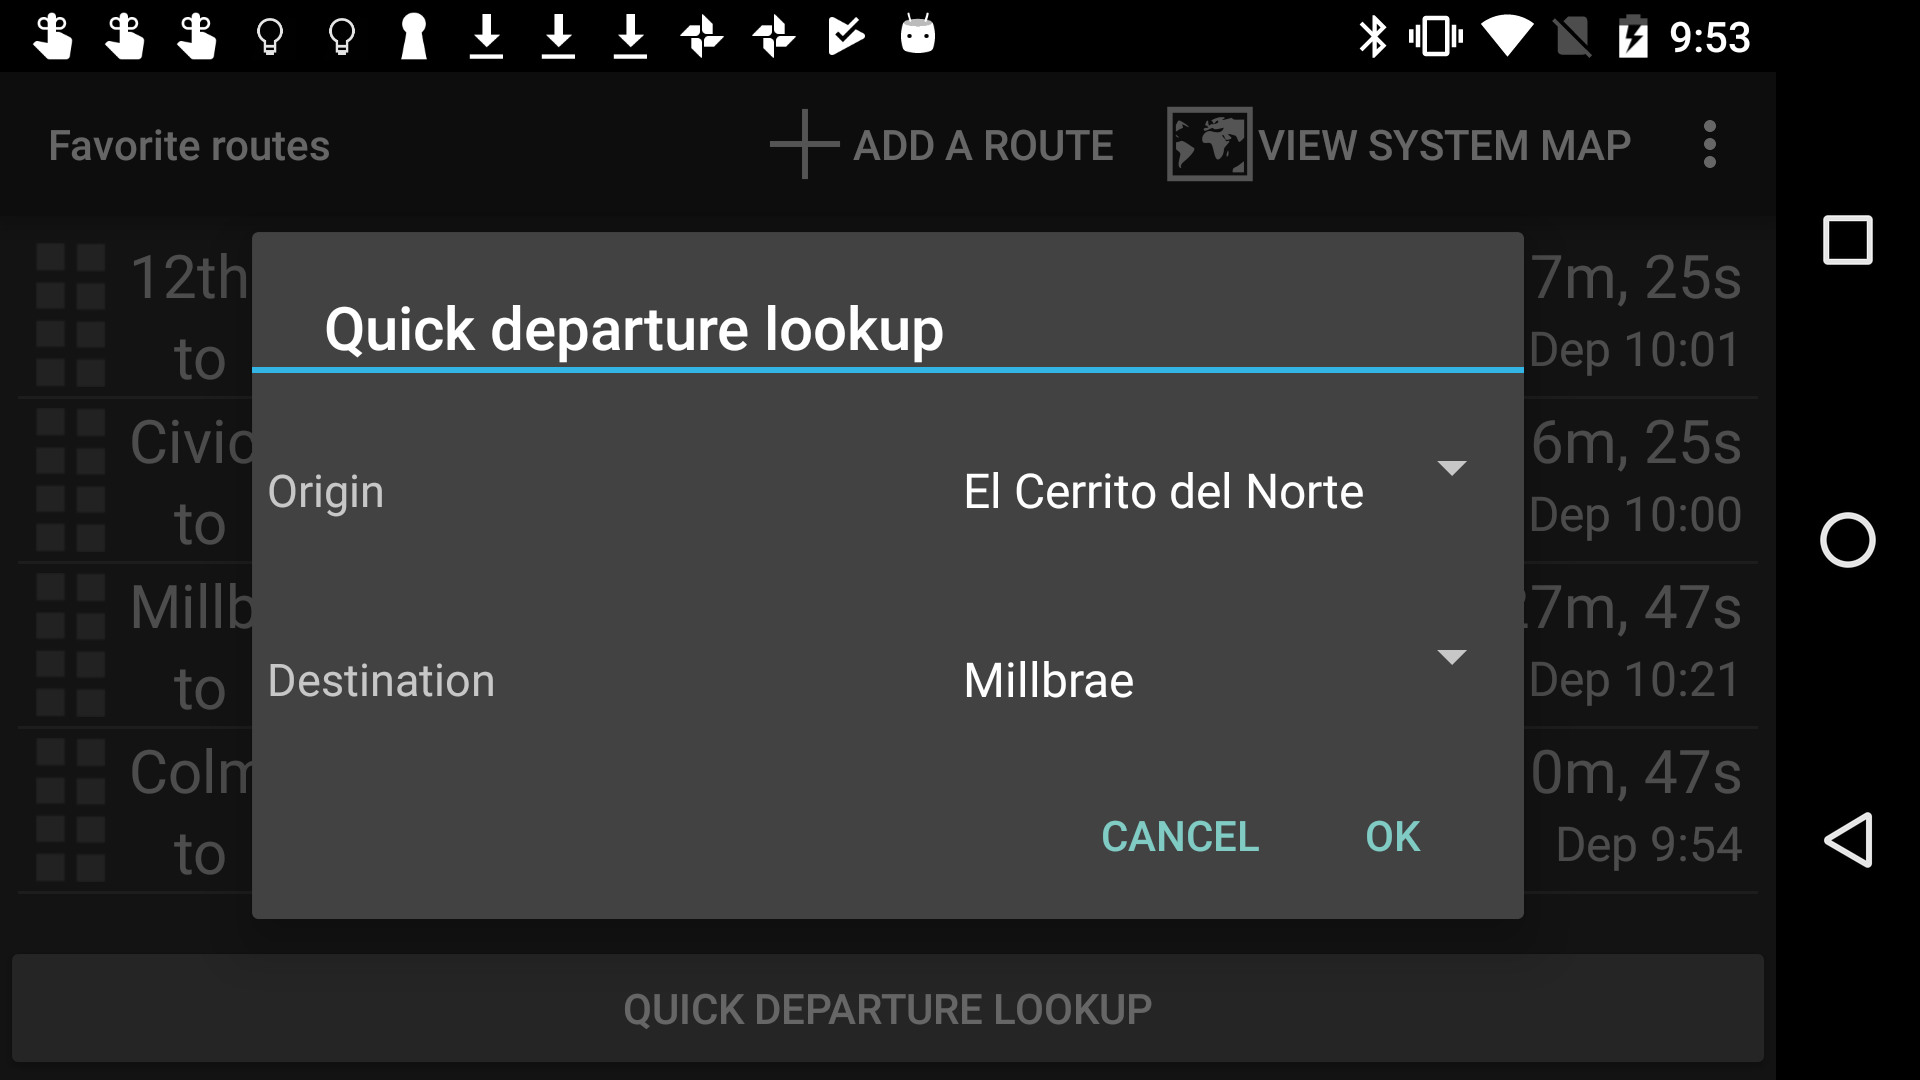 9:53
Favorite routes
ADD A ROUTE
VIEW SYSTEM MAP
12th
to
7m, 25s
Dep 10:01
Quick departure lookup
Civic
to
6m, 25s
Dep 10:00
Origin
El Cerrito del Norte
Millb
to
27m, 47s
Dep 10:21
Destination
Millbrae
Colm
to
0m, 47s
Dep 9:54
CANCEL
OK
QUICK DEPARTURE LOOKUP